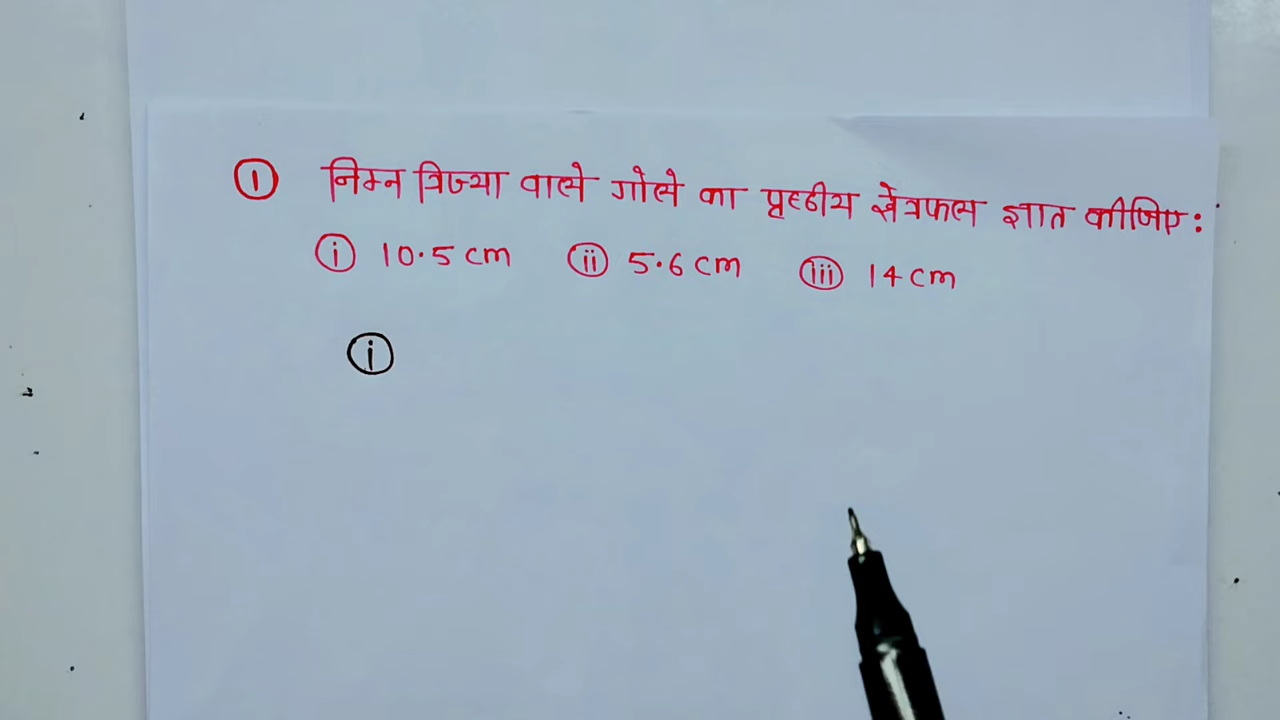 ① निम्न त्रिज्या वाले गोले का पृष्ठीय क्षेत्रफल ज्ञात कीजिए :
ⓘ 10.5 cm ⓘⓘ 5.6 cm ⓘⓘⓘ 14 cm
ⓘ